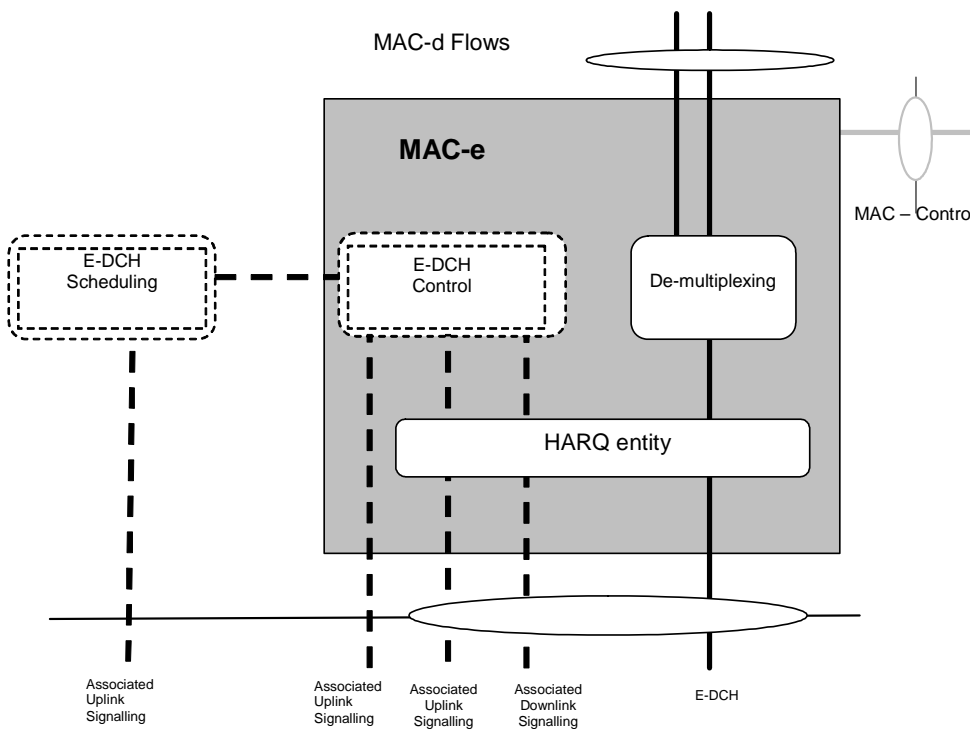 MAC-d Flows
MAC-e
MAC – Control
E-DCH
Scheduling
E-DCH
Control
De-multiplexing
HARQ entity
Associated
Uplink
Signalling
Associated
Uplink
Signalling
Associated
Uplink
Signalling
Associated
Downlink
Signalling
E-DCH